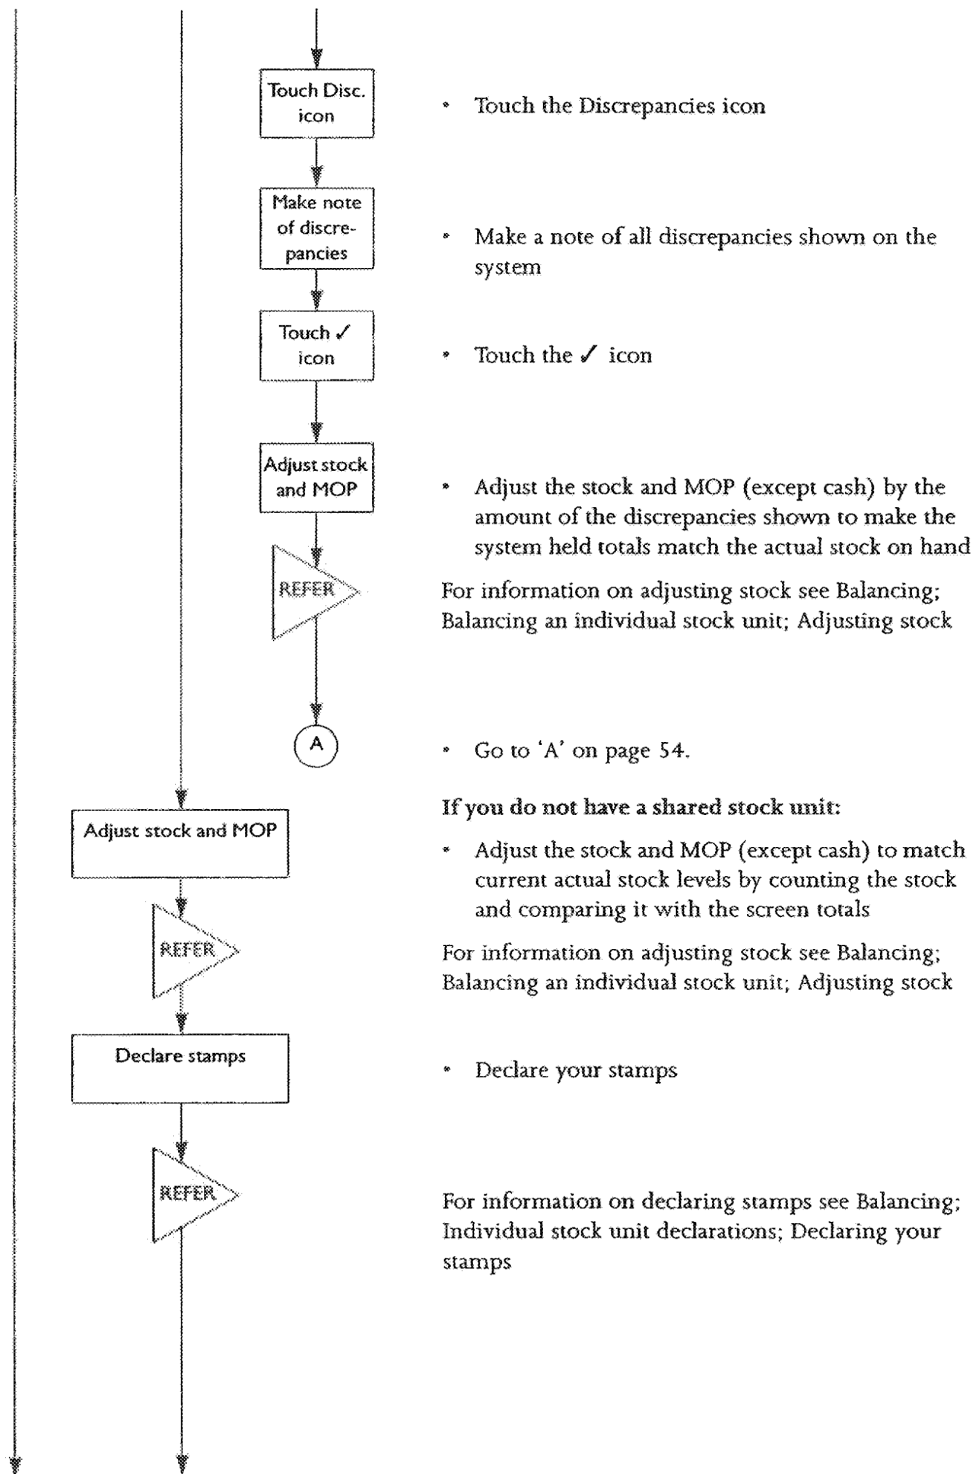 Touch Disc.
icon
• Touch the Discrepancies icon
Make note
of discre-
pancies
• Make a note of all discrepancies shown on the
system
Touch ✓
icon
• Touch the ✓ icon
Adjust stock
and MOP
• Adjust the stock and MOP (except cash) by the
amount of the discrepancies shown to make the
system held totals match the actual stock on hand
REFER
For information on adjusting stock see Balancing;
Balancing an individual stock unit; Adjusting stock
A
• Go to ‘A’ on page 54.
If you do not have a shared stock unit:
Adjust stock and MOP
• Adjust the stock and MOP (except cash) to match
current actual stock levels by counting the stock
and comparing it with the screen totals
REFER
For information on adjusting stock see Balancing;
Balancing an individual stock unit; Adjusting stock
Declare stamps
• Declare your stamps
REFER
For information on declaring stamps see Balancing;
Individual stock unit declarations; Declaring your
stamps